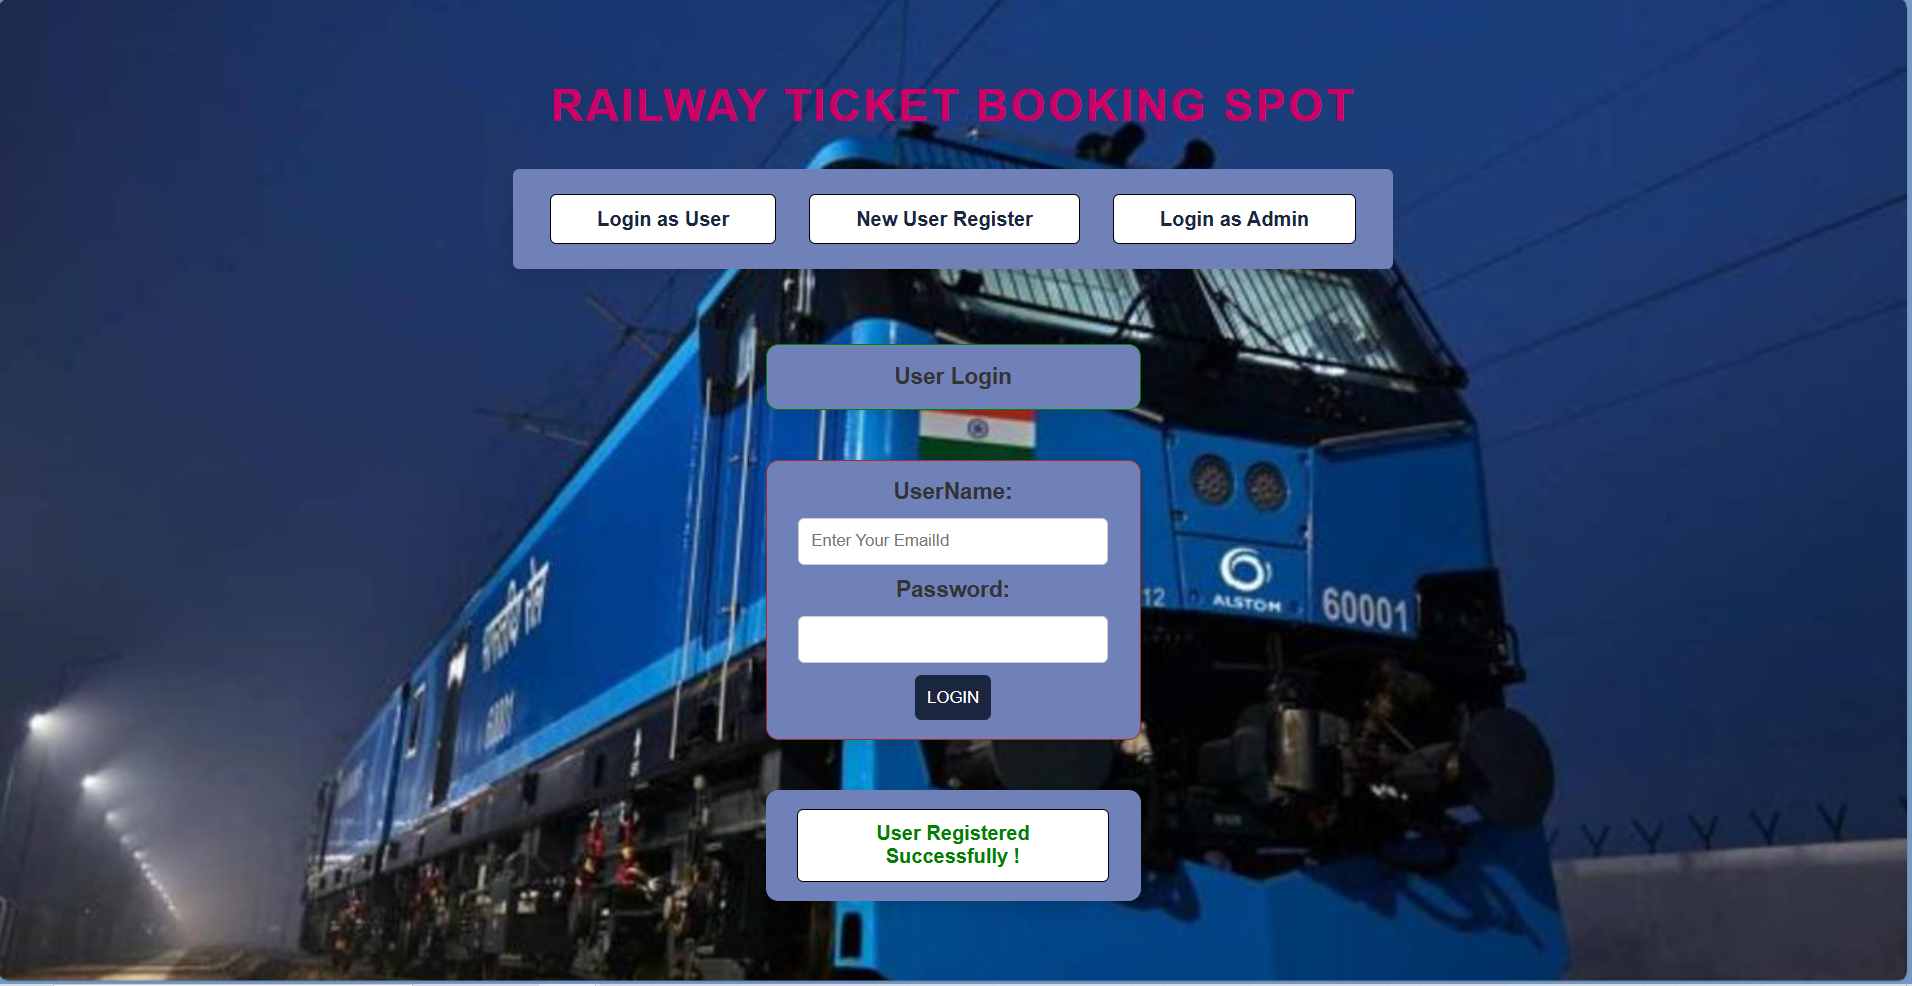 RAILWAY TICKET BOOKING SPOT
Login as User
New User Register
Login as Admin
User Login
UserName:
Enter Your EmailId
Password:
LOGIN
User Registered
Successfully !
12
ALSTOM
60001
भारतीय रेल
60001